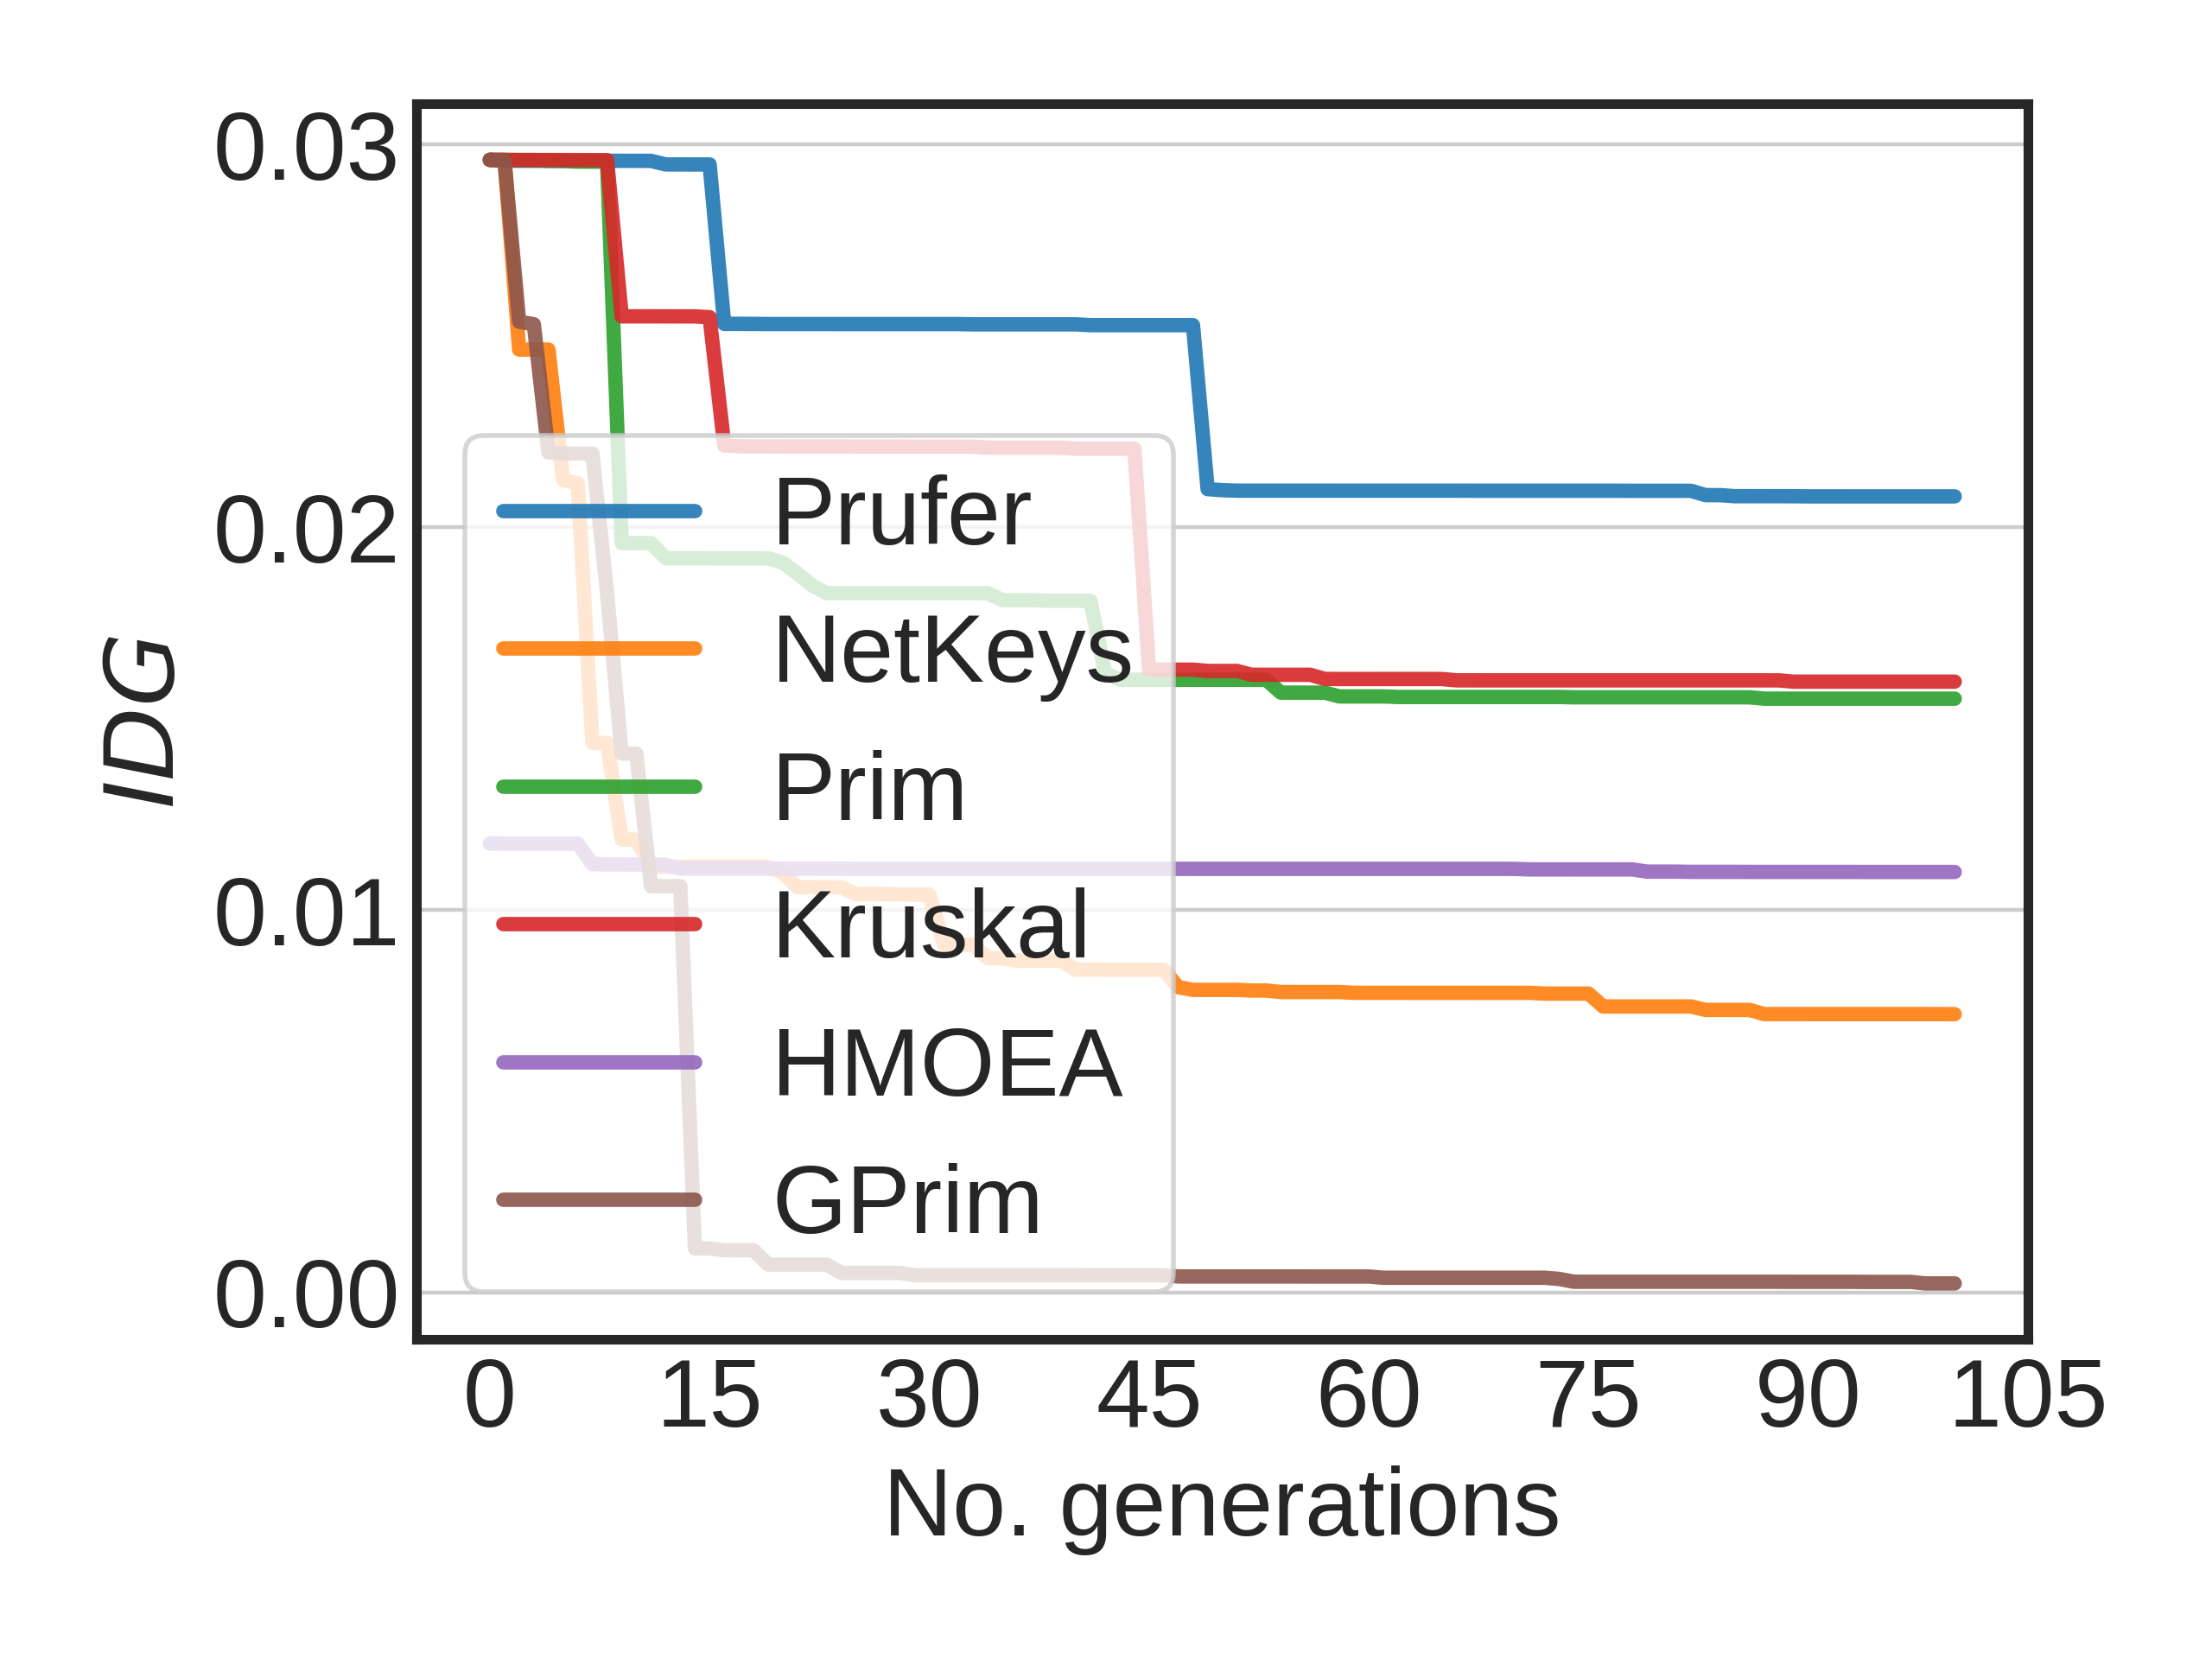 0.03
0.02
0.01
0.00
IDG
Prufer
NetKeys
Prim
Kruskal
HMOEA
GPrim
0 15 30 45 60 75 90 105
No. generations